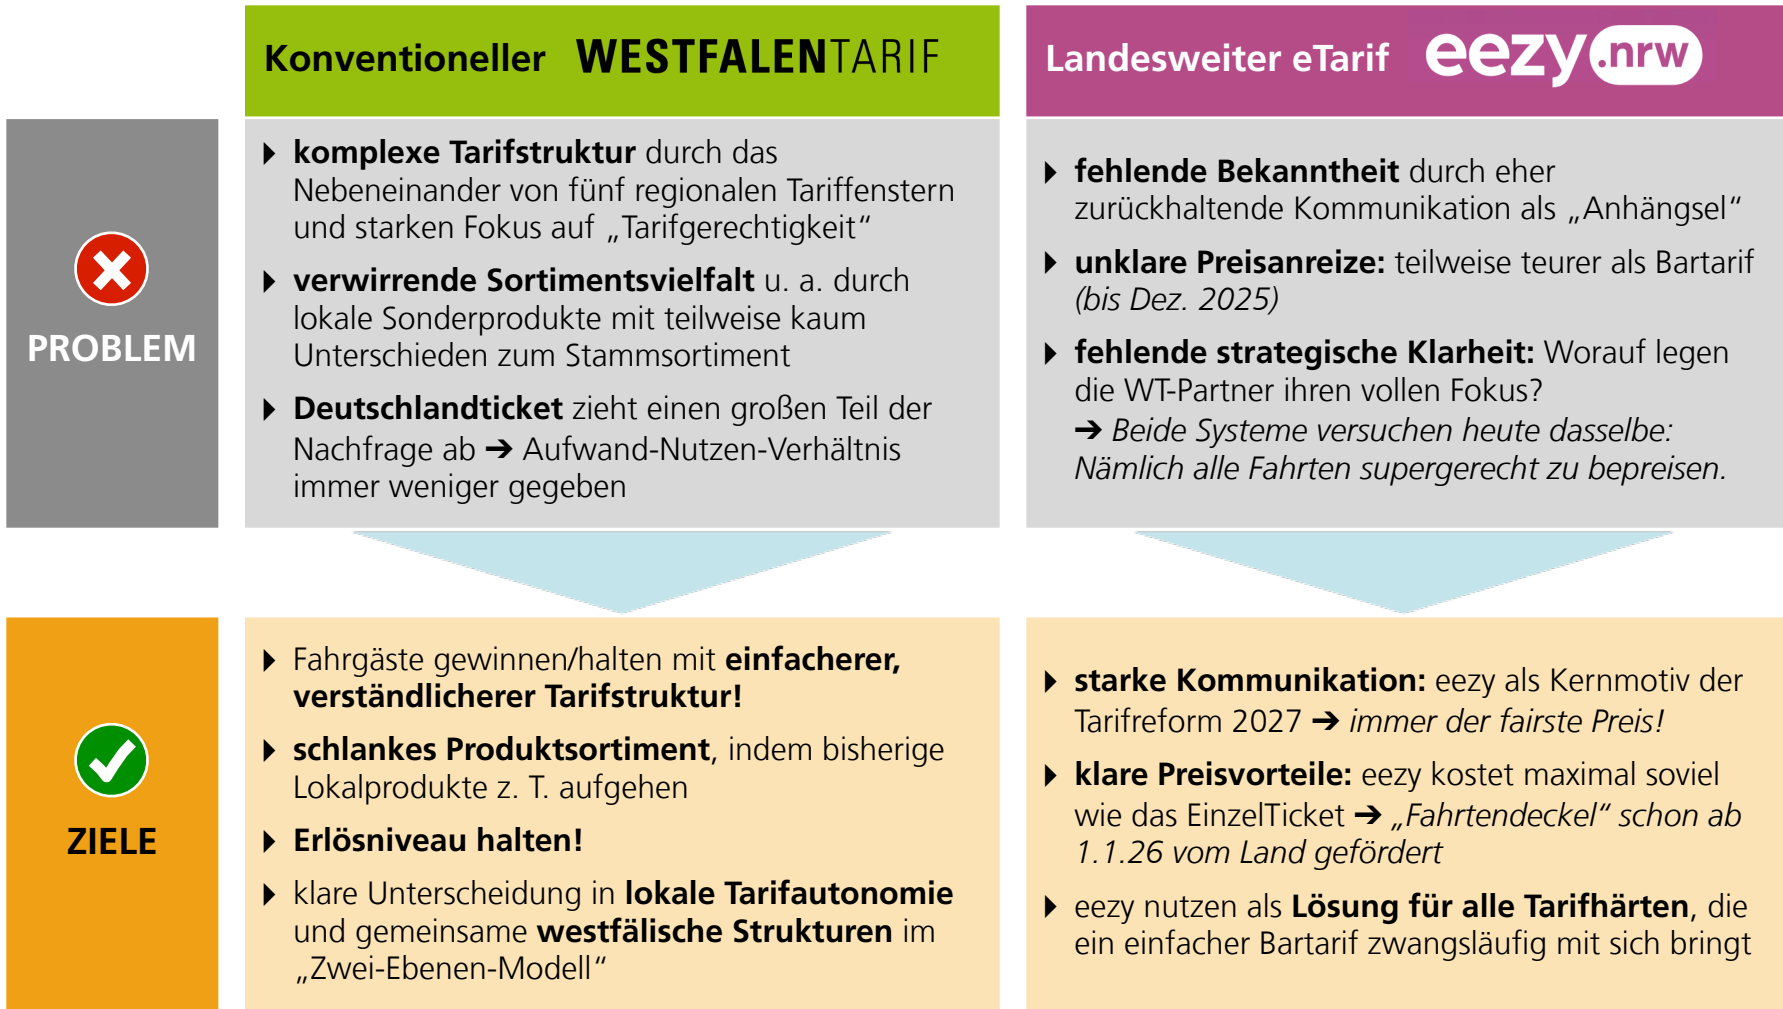 Konventioneller WESTFALENTARIF
Landesweiter eTarif eezy.nrw
PROBLEM
▶ komplexe Tarifstruktur durch das
Nebeneinander von fünf regionalen Tariffenstern
und starken Fokus auf „Tarifgerechtigkeit“
▶ verwirrende Sortimentsvielfalt u. a. durch
lokale Sonderprodukte mit teilweise kaum
Unterschieden zum Stammsortiment
▶ Deutschlandticket zieht einen großen Teil der
Nachfrage ab ➔ Aufwand-Nutzen-Verhältnis
immer weniger gegeben
▶ fehlende Bekanntheit durch eher
zurückhaltende Kommunikation als „Anhängsel“
▶ unklare Preisanreize: teilweise teurer als Bartarif
(bis Dez. 2025)
▶ fehlende strategische Klarheit: Worauf legen
die WT-Partner ihren vollen Fokus?
➔ Beide Systeme versuchen heute dasselbe:
Nämlich alle Fahrten supergerecht zu bepreisen.
ZIELE
▶ Fahrgäste gewinnen/halten mit einfacherer,
verständlicherer Tarifstruktur!
▶ schlankes Produktsortiment, indem bisherige
Lokalprodukte z. T. aufgehen
▶ Erlösniveau halten!
▶ klare Unterscheidung in lokale Tarifautonomie
und gemeinsame westfälische Strukturen im
„Zwei-Ebenen-Modell“
▶ starke Kommunikation: eezy als Kernmotiv der
Tarifreform 2027 ➔ immer der fairste Preis!
▶ klare Preisvorteile: eezy kostet maximal soviel
wie das EinzelTicket ➔ „Fahrtendeckel“ schon ab
1.1.26 vom Land gefördert
▶ eezy nutzen als Lösung für alle Tarifhärten, die
ein einfacher Bartarif zwangsläufig mit sich bringt